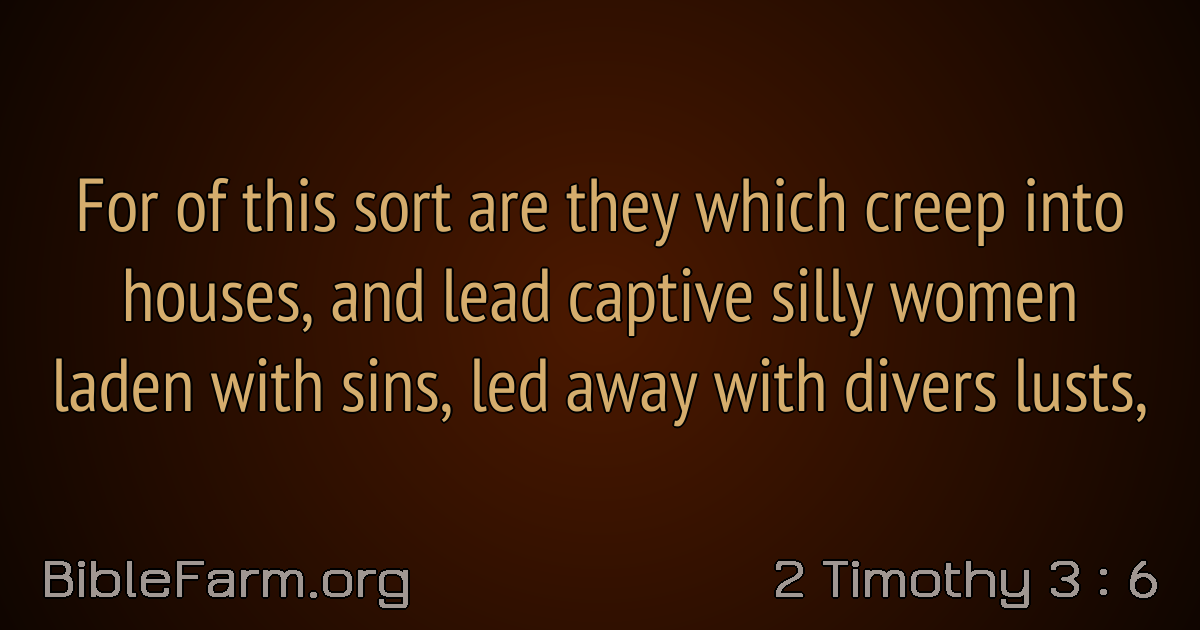 For of this sort are they which creep into
houses, and lead captive silly women
laden with sins, led away with divers lusts,
BibleFarm.org
2 Timothy 3 : 6